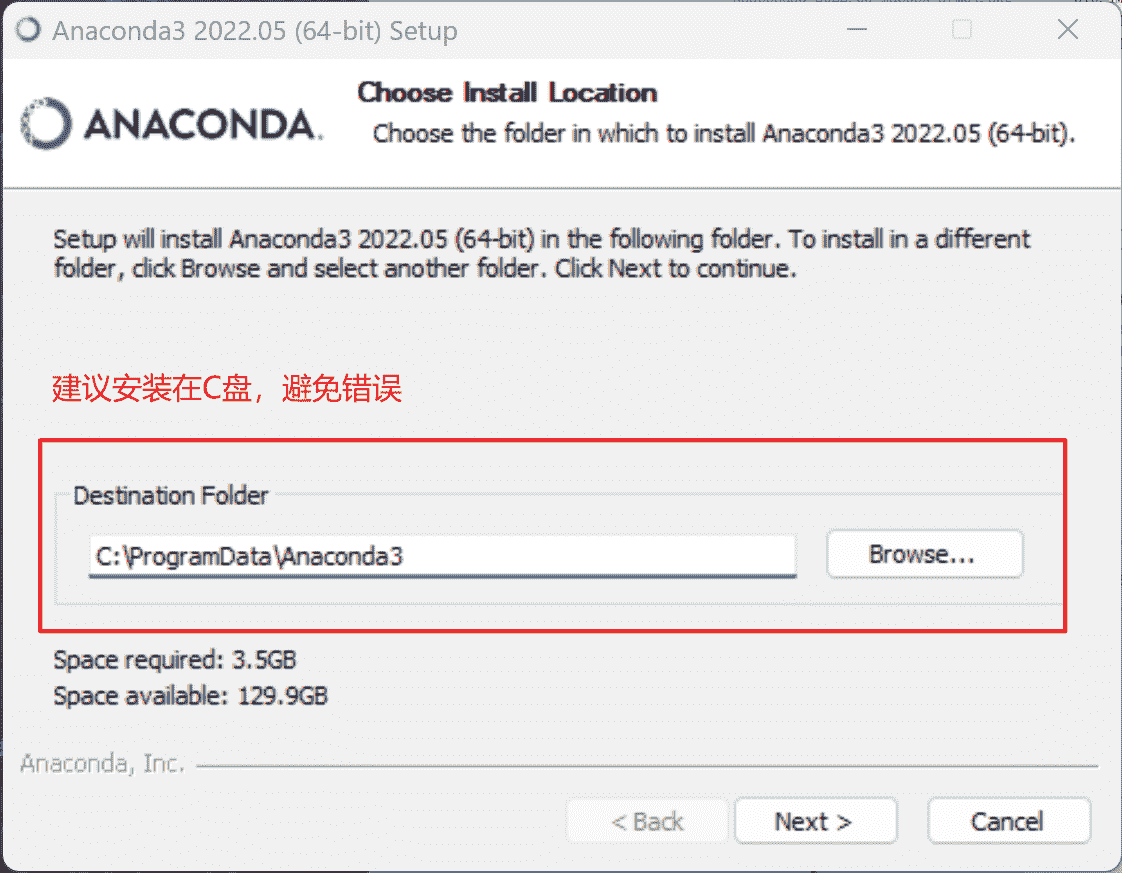 Anaconda3 2022.05 (64-bit) Setup
ANACONDA.
Choose Install Location
Choose the folder in which to install Anaconda3 2022.05 (64-bit).
Setup will install Anaconda3 2022.05 (64-bit) in the following folder. To install in a different
folder, click Browse and select another folder. Click Next to continue.
建议安装在C盘，避免错误
Destination Folder
C:\ProgramData\Anaconda3
Browse...
Space required: 3.5GB
Space available: 129.9GB
Anaconda, Inc.
< Back
Next >
Cancel